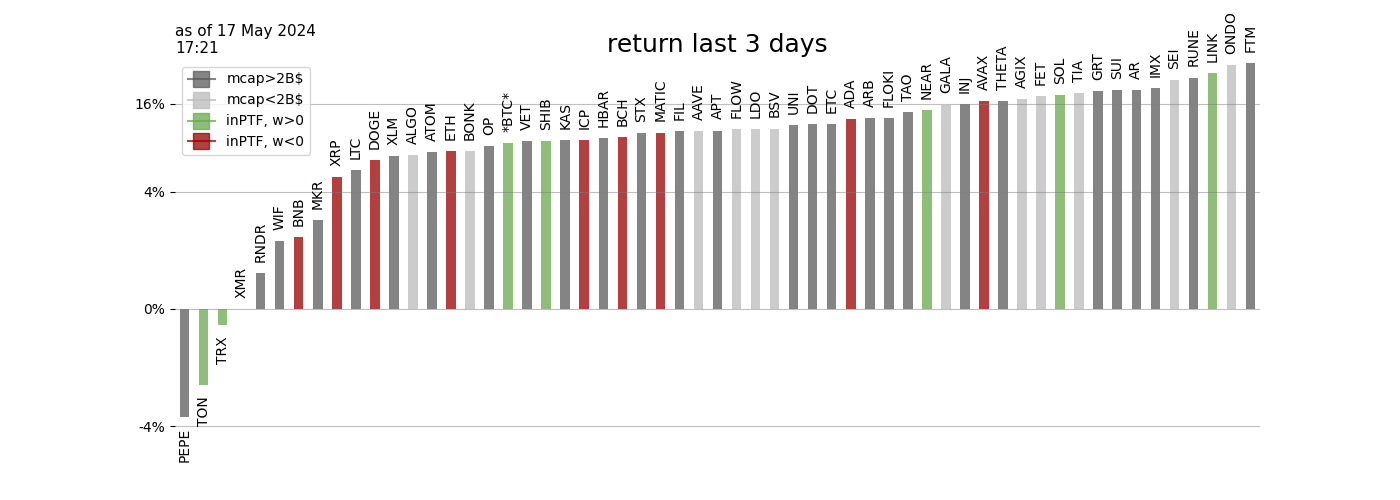 as of 17 May 2024
17:21
return last 3 days
mcap>2B$
mcap<2B$
inPTF, w>0
inPTF, w<0
16%
4%
0%
-4%
PEPE
TON
TRX
XMR
RNDR
WIF
BNB
MKR
XRP
LTC
DOGE
XLM
ALGO
ATOM
ETH
BONK
OP
*BTC*
VET
SHIB
KAS
ICP
HBAR
BCH
STX
MATIC
FIL
AAVE
APT
FLOW
LDO
BSV
UNI
DOT
ETC
ADA
ARB
FLOKI
TAO
NEAR
GALA
INJ
AVAX
THETA
AGIX
FET
SOL
TIA
GRT
SUI
AR
IMX
SEI
RUNE
LINK
ONDO
FTM